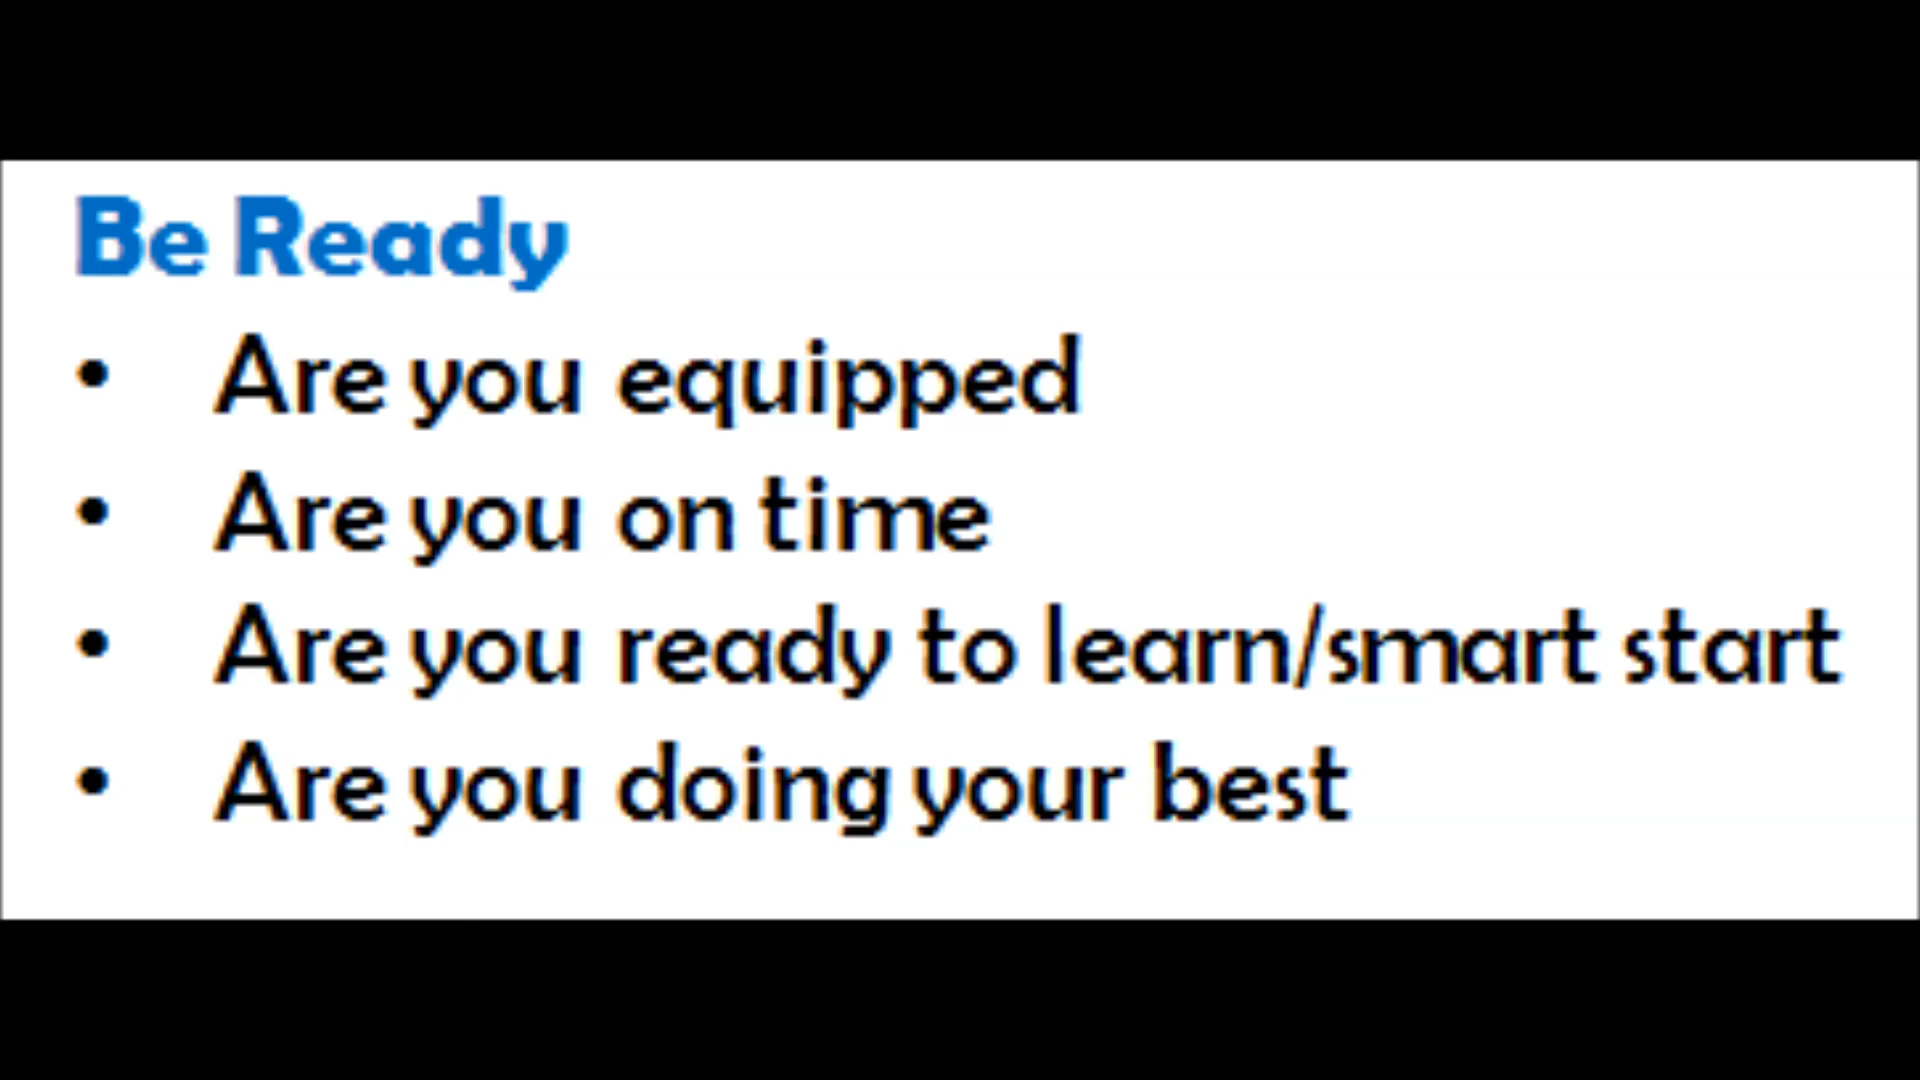 Be Ready
• Are you equipped
• Are you on time
• Are you ready to learn/smart start
• Are you doing your best